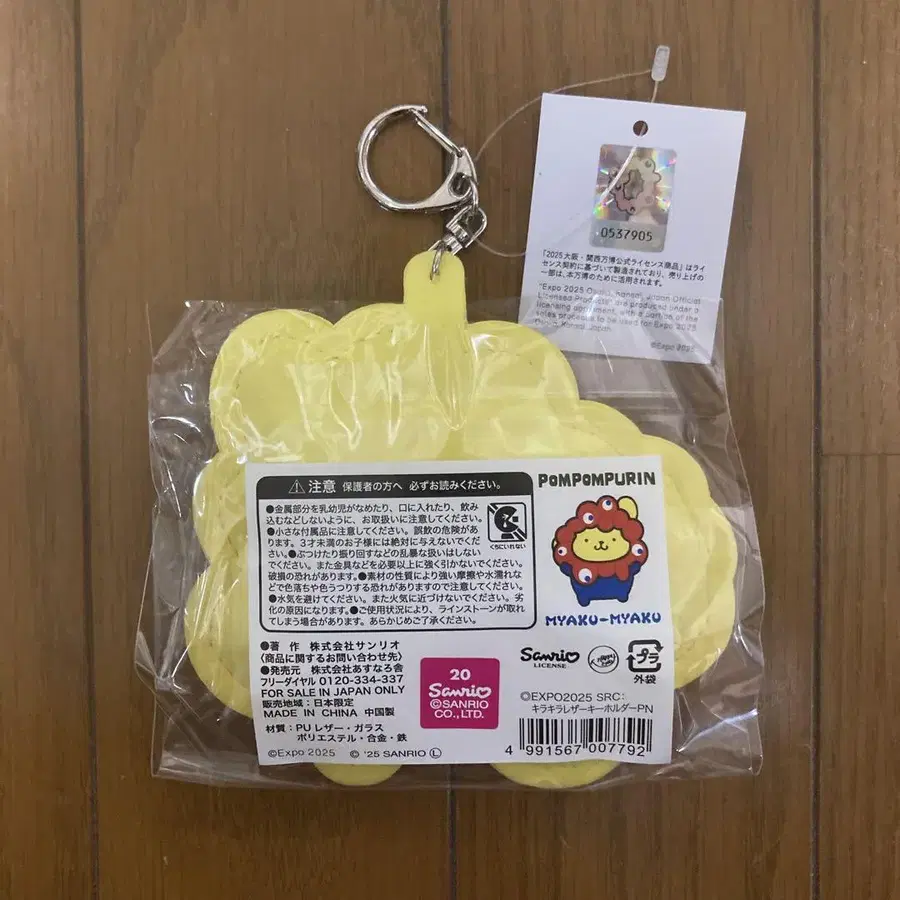 0537905
「2025大阪・関西万博公式ライセンス商品」はライ
センス契約に基づいて製造されており、売り上げの
一部は、本万博のために活用されます。
"Expo 2025 Osaka, Kansai, Japan Official
Licensed Products" are produced under a
licensing agreement, with a portion of the
sales proceeds to be used for Expo 2025
Osaka, Kansai, Japan.
©Expo 2025
注意 保護者の方へ 必ずお読みください。
●金属部分を乳幼児がなめたり、口に入れたり、飲み
込むなどしないように、お取扱いに注意してください。
●小さな付属品に注意してください。誤飲の危険があ
ります。3才未満のお子様には絶対に与えないでくだ
さい。●ぶつけたり振り回すなどの乱暴な扱いはしない
でください。また金具などを必要以上に強く引かないでください。
破損の恐れがあります。●素材の性質により強い摩擦や水濡れな
どで色落ちや色うつりする恐れがありますので注意してください。
●水気を避けてください。また火気に近づけないでください。劣
化の原因になります。●ご使用状況により、ラインストーンが取れ
てしまう場合があります。あらかじめご了承ください。
くちにいれない
POMPOMPURIN
MYAKU-MYAKU
●著作 株式会社サンリオ
〈商品に関するお問い合わせ先〉
●発売元 株式会社あすなろ舎
フリーダイヤル 0120-334-337
FOR SALE IN JAPAN ONLY
販売地域：日本限定
MADE IN CHINA 中国製
材質：PUレザー・ガラス
ポリエステル・合金・鉄
©Expo 2025 © '25 SANRIO Ⓛ
20
Sanrio
©SANRIO
CO.,LTD.
Sanrio
LICENSE
プラ
外袋
©EXPO2025 SRC:
キラキラレザーキーホルダーPN
4 991567 007792